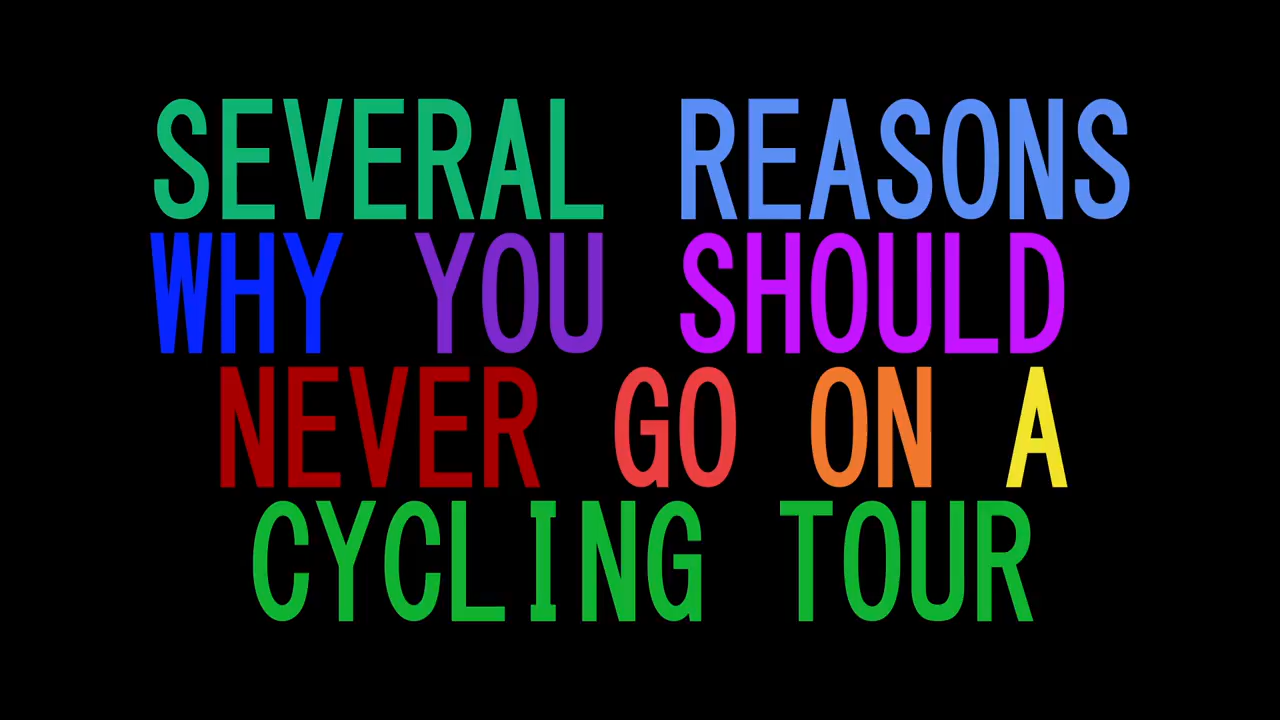 SEVERAL REASONS
WHY YOU SHOULD
NEVER GO ON A
CYCLING TOUR